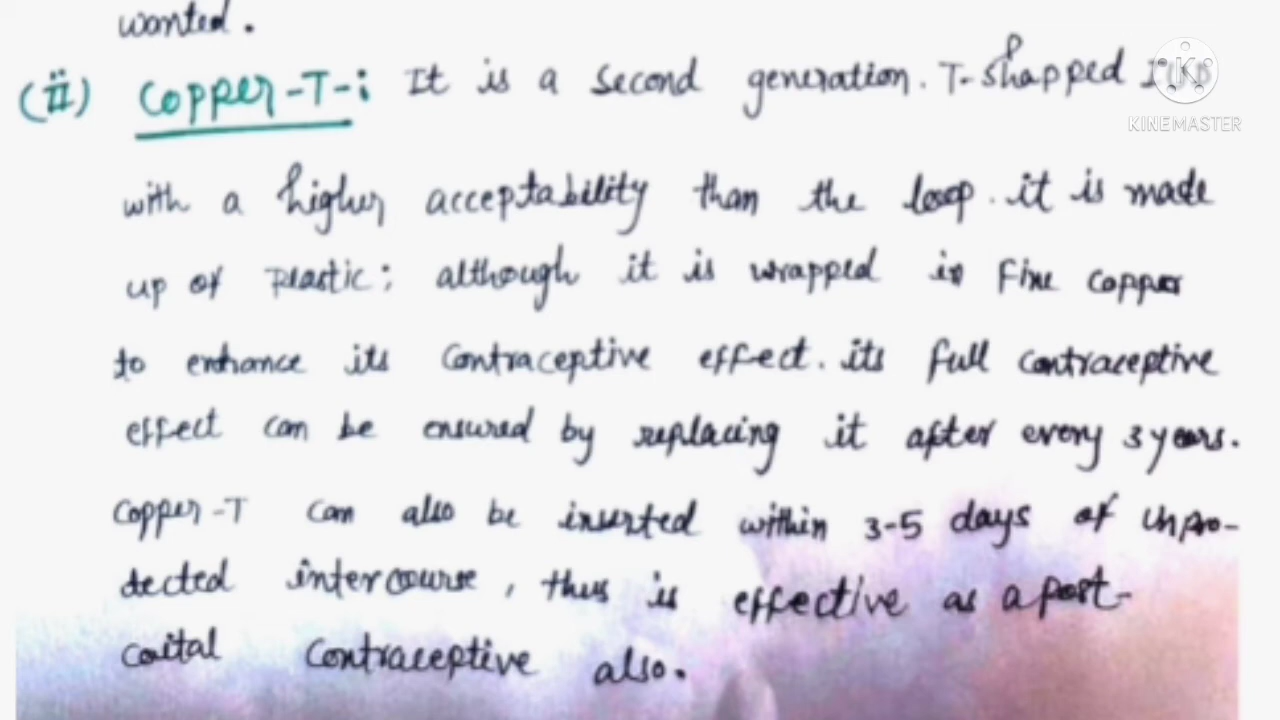 wanted.
(ii) Copper-T-: It is a second generation. T-shapped IUD
KINEMASTER
with a higher acceptability than the loop. it is made
up of Plastic; although it is wrapped in fine copper
to enhance its contraceptive effect. its full contraceptive
effect can be ensured by replacing it after every 3 years.
Copper-T can also be inserted within 3-5 days of unpro-
tected intercourse, thus is effective as a post-
coital contraceptive also.